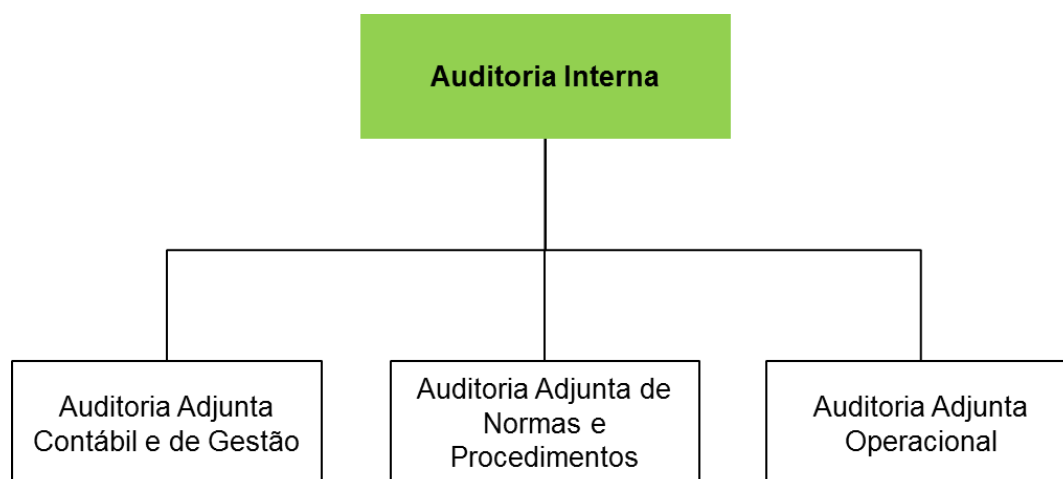 Auditoria Interna
Auditoria Adjunta
Contábil e de Gestão
Auditoria Adjunta de
Normas e
Procedimentos
Auditoria Adjunta
Operacional